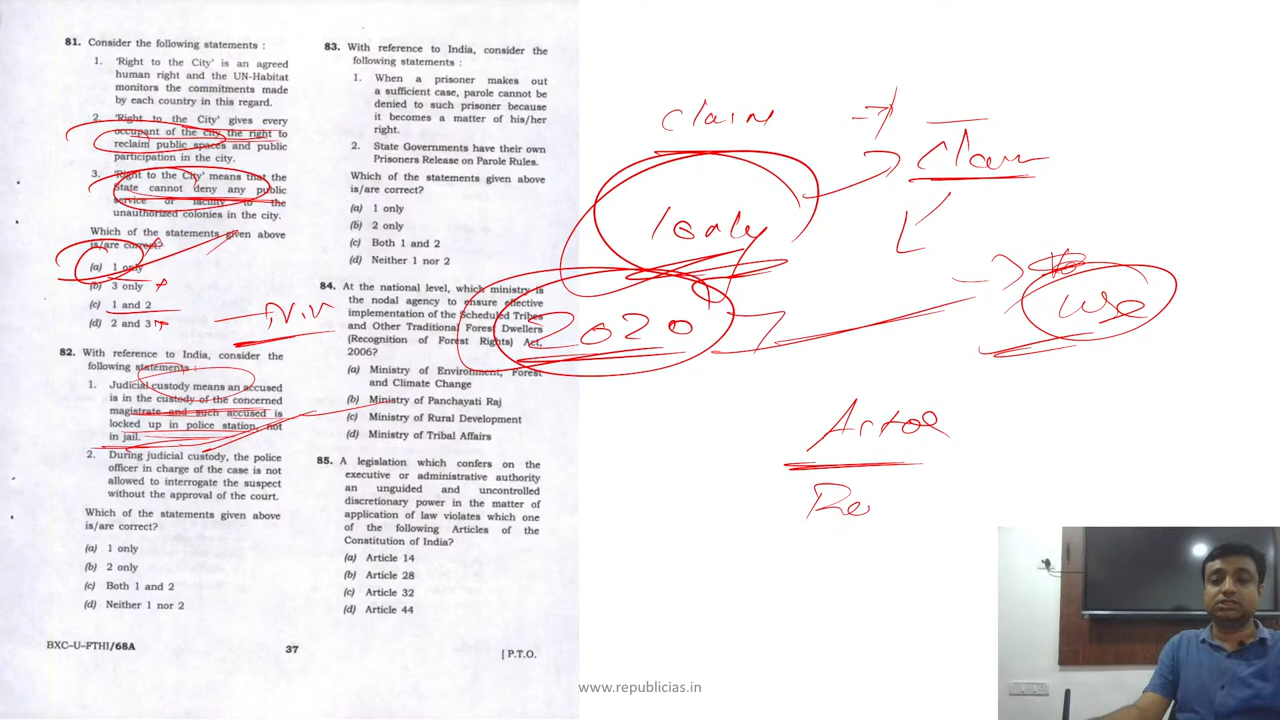 81. Consider the following statements :
1. 'Right to the City' is an agreed
human right and the UN-Habitat
monitors the commitments made
by each country in this regard.
2. 'Right to the City' gives every
occupant of the city the right to
reclaim public spaces and public
participation in the city.
3. 'Right to the City' means that the
State cannot deny any public
service or facility to the
unauthorized colonies in the city.
Which of the statements given above
is/are correct?
(a) 1 only
(b) 3 only
(c) 1 and 2
(d) 2 and 3
82. With reference to India, consider the
following statements :
1. Judicial custody means an accused
is in the custody of the concerned
magistrate and such accused is
locked up in police station, not
in jail.
2. During judicial custody, the police
officer in charge of the case is not
allowed to interrogate the suspect
without the approval of the court.
Which of the statements given above
is/are correct?
(a) 1 only
(b) 2 only
(c) Both 1 and 2
(d) Neither 1 nor 2
BXC-U-FTHI/68A
37
83. With reference to India, consider the
following statements :
1. When a prisoner makes out
a sufficient case, parole cannot be
denied to such prisoner because
it becomes a matter of his/her
right.
2. State Governments have their own
Prisoners Release on Parole Rules.
Which of the statements given above
is/are correct?
(a) 1 only
(b) 2 only
(c) Both 1 and 2
(d) Neither 1 nor 2
84. At the national level, which ministry is
the nodal agency to ensure effective
implementation of the Scheduled Tribes
and Other Traditional Forest Dwellers
(Recognition of Forest Rights) Act,
2006?
(a) Ministry of Environment, Forest
and Climate Change
(b) Ministry of Panchayati Raj
(c) Ministry of Rural Development
(d) Ministry of Tribal Affairs
85. A legislation which confers on the
executive or administrative authority
an unguided and uncontrolled
discretionary power in the matter of
application of law violates which one
of the following Articles of the
Constitution of India?
(a) Article 14
(b) Article 28
(c) Article 32
(d) Article 44
[ P.T.O.
claim
claim
1 only
2020
use
Actor
Re
www.republicias.in